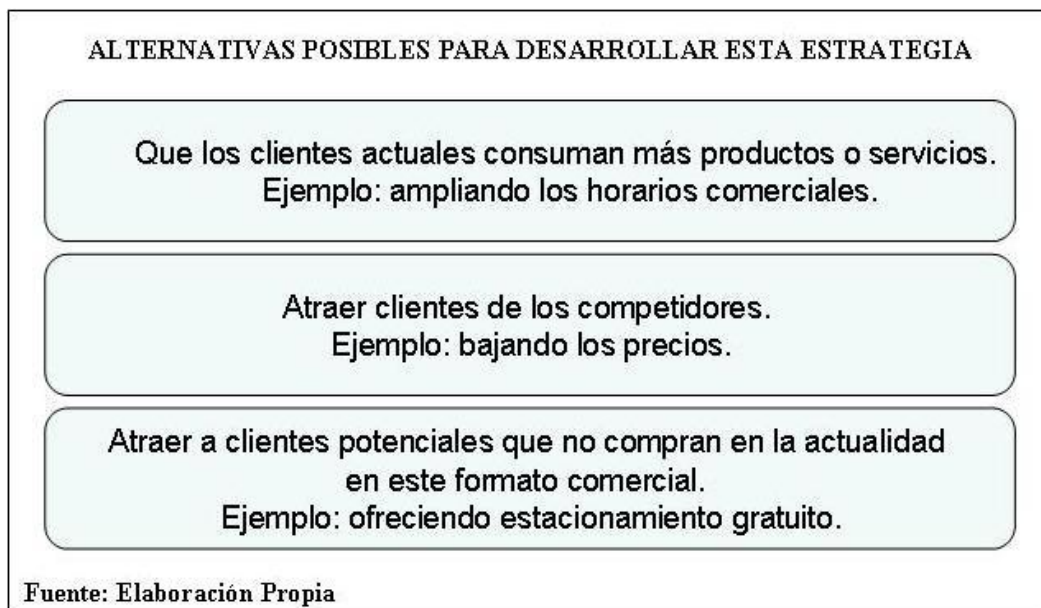 ALTERNATIVAS POSIBLES PARA DESARROLLAR ESTA ESTRATEGIA
Que los clientes actuales consuman más productos o servicios.
Ejemplo: ampliando los horarios comerciales.
Atraer clientes de los competidores.
Ejemplo: bajando los precios.
Atraer a clientes potenciales que no compran en la actualidad
en este formato comercial.
Ejemplo: ofreciendo estacionamiento gratuito.
Fuente: Elaboración Propia